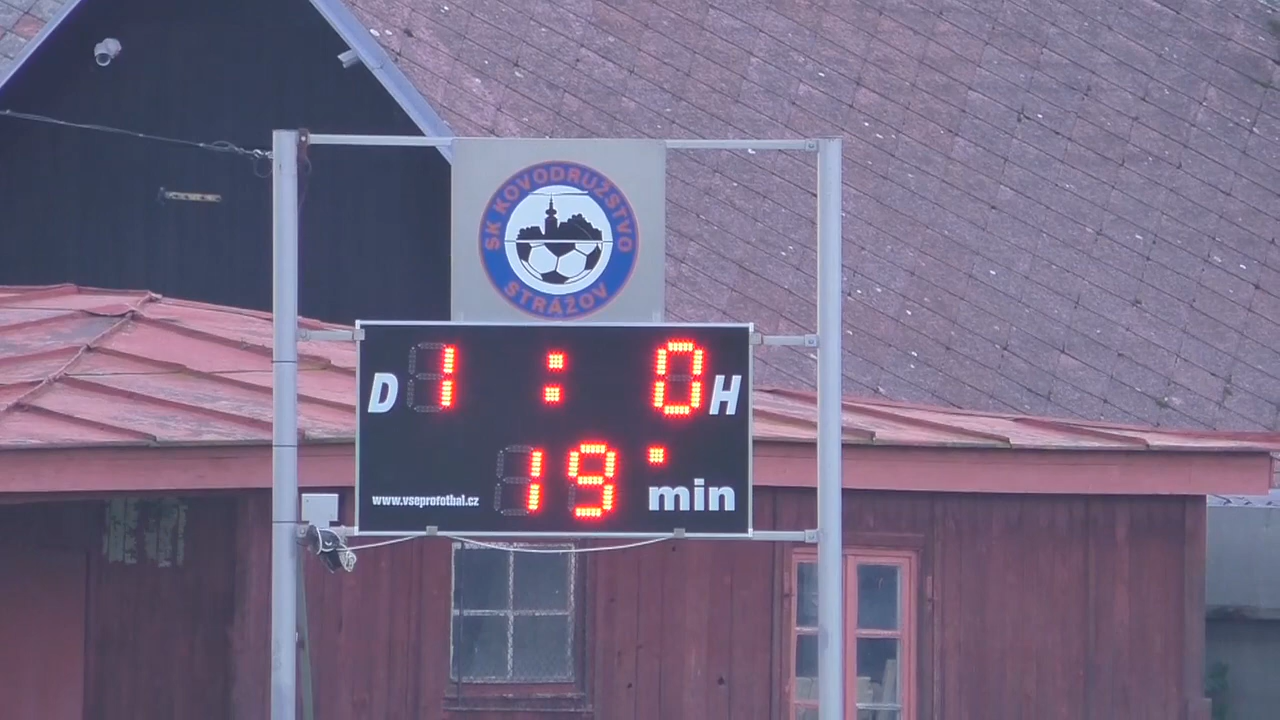 SK KOVODRUŽSTVO
STRÁŽOV
D 1 : 0 H
19 min
www.vseprofotbal.cz